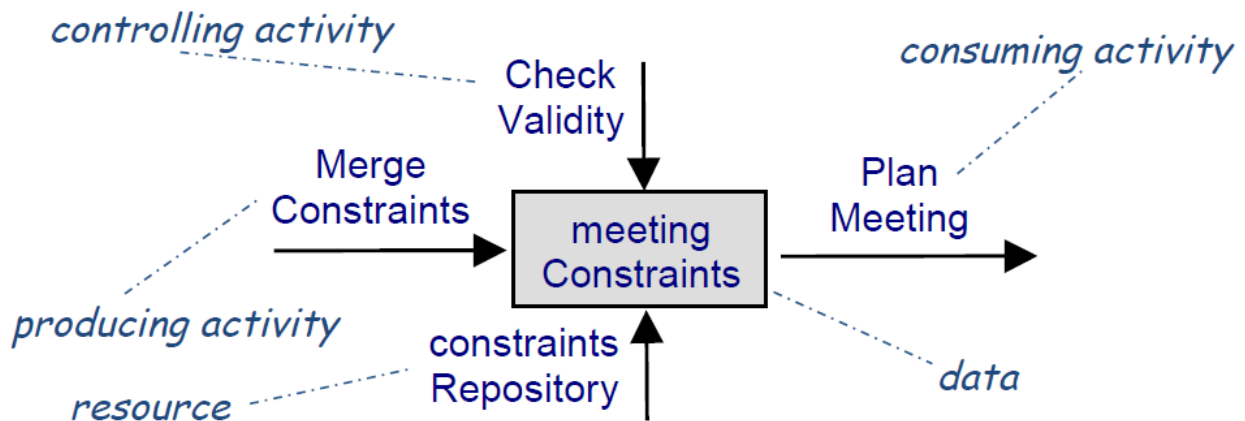 controlling activity
consuming activity
Check
Validity
Merge
Constraints
Plan
Meeting
meeting
Constraints
producing activity
constraints
Repository
data
resource